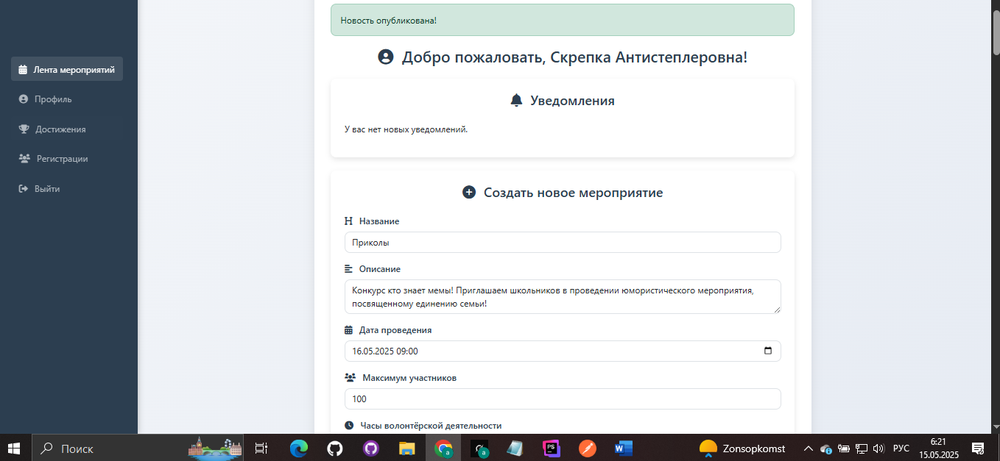 Новость опубликована!
Добро пожаловать, Скрепка Антистеплеровна!
Лента мероприятий
Профиль
Достижения
Регистрации
Выйти
Уведомления
У вас нет новых уведомлений.
Создать новое мероприятие
Название
Приколы
Описание
Конкурс кто знает мемы! Приглашаем школьников в проведении юмористического мероприятия,
посвященному единению семьи!
Дата проведения
16.05.2025 09:00
Максимум участников
100
Часы волонтёрской деятельности
Поиск
Zonsopkomst
РУС
6:21
15.05.2025